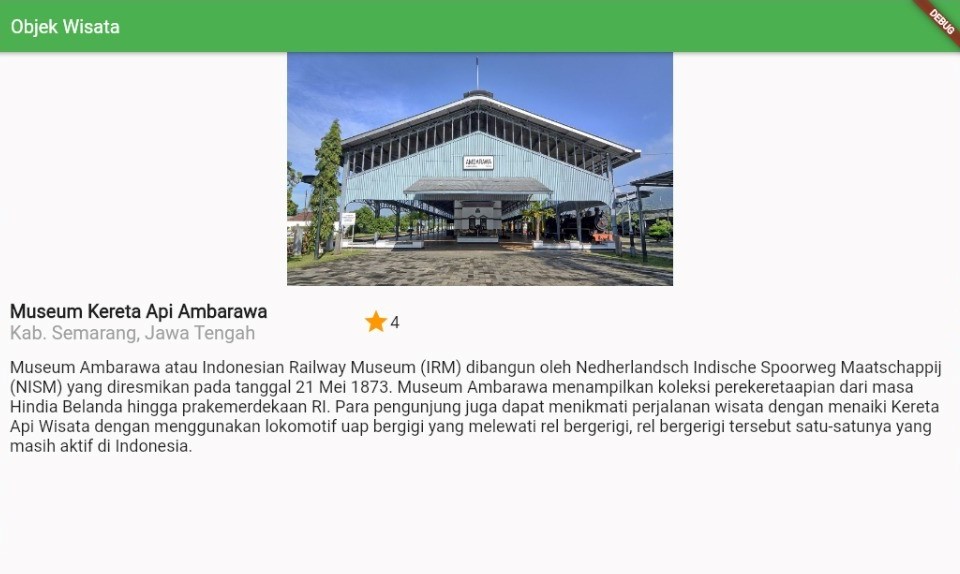 Objek Wisata
DEBUG
AMBARAWA
Museum Kereta Api Ambarawa
Kab. Semarang, Jawa Tengah
4
Museum Ambarawa atau Indonesian Railway Museum (IRM) dibangun oleh Nedherlandsch Indische Spoorweg Maatschappij
(NISM) yang diresmikan pada tanggal 21 Mei 1873. Museum Ambarawa menampilkan koleksi perekeretaapian dari masa
Hindia Belanda hingga prakemerdekaan RI. Para pengunjung juga dapat menikmati perjalanan wisata dengan menaiki Kereta
Api Wisata dengan menggunakan lokomotif uap bergigi yang melewati rel bergerigi, rel bergerigi tersebut satu-satunya yang
masih aktif di Indonesia.